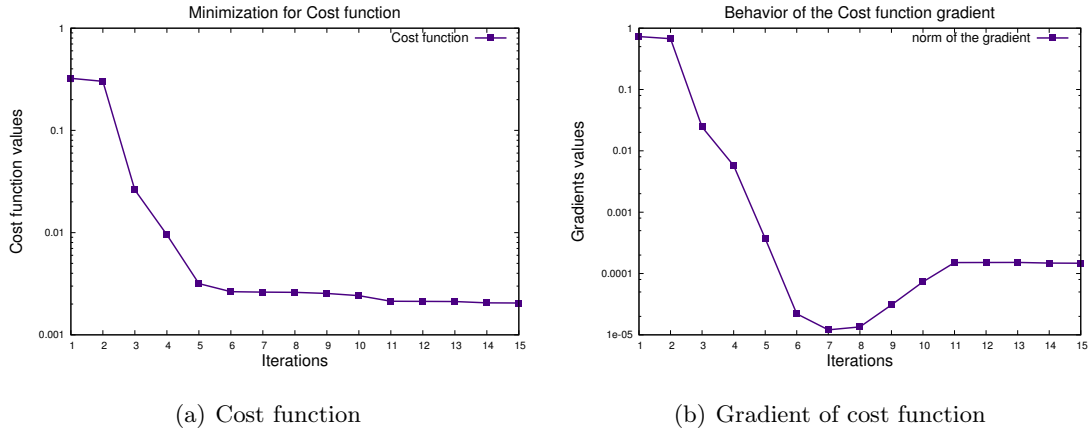 Minimization for Cost function
Cost function
Cost function values
1
0.1
0.01
0.001
1 2 3 4 5 6 7 8 9 10 11 12 13 14 15
Iterations
(a) Cost function
Behavior of the Cost function gradient
norm of the gradient
Gradients values
1
0.1
0.01
0.001
0.0001
1e-05
1 2 3 4 5 6 7 8 9 10 11 12 13 14 15
Iterations
(b) Gradient of cost function